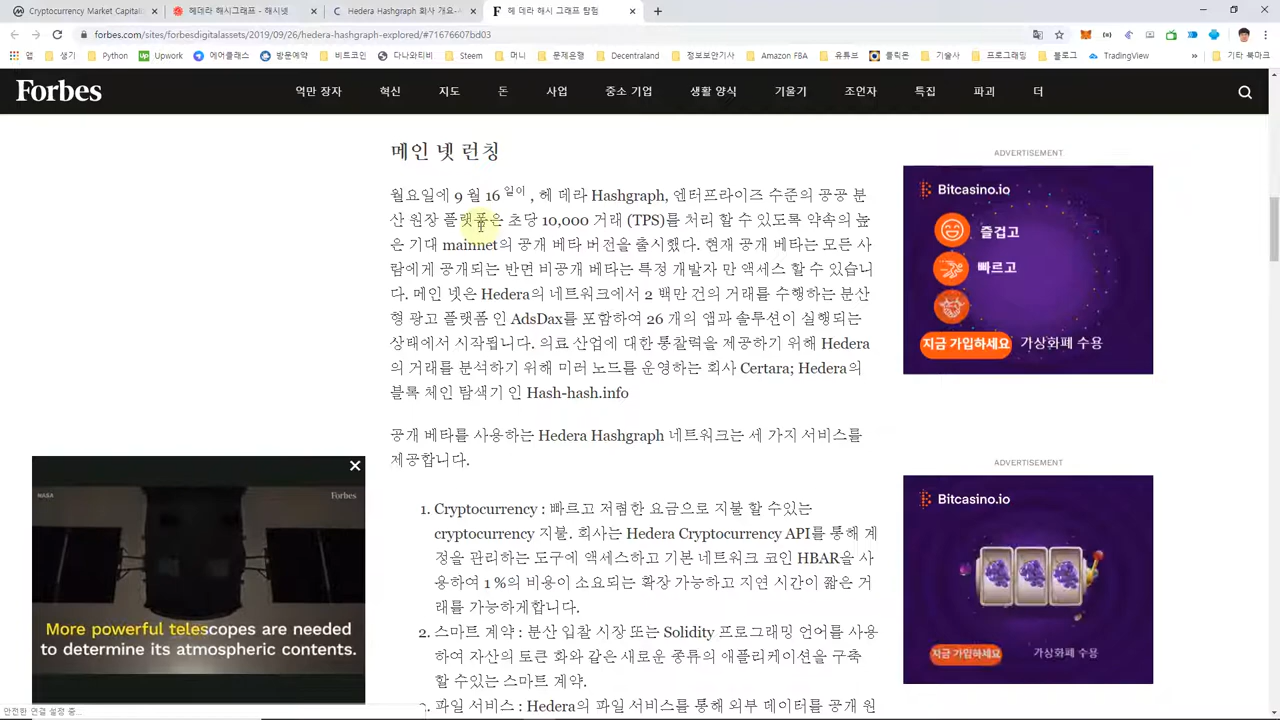 Cryptocurrency Market Capital
헤데라 해시그래프 - 해시넷
Hedera Hashgraph 회사 개요-
헤 데라 해시 그래프 탐험
forbes.com/sites/forbesdigitalassets/2019/09/26/hedera-hashgraph-explored/#71676607bd03
앱 생기 Python Upwork 에어클래스 방문예약 비트코인 다나와티비 Steem 머니 문제은행 Decentraland 정보보안기사 Amazon FBA 유튜브 클릭온 기술사 프로그래밍 블로그 TradingView » 기타 북마크
Forbes 억만 장자 혁신 지도 돈 사업 중소 기업 생활 양식 기울기 조언자 특집 파괴 더
메인 넷 런칭
월요일에 9 월 16 일이 , 헤 데라 Hashgraph, 엔터프라이즈 수준의 공공 분
산 원장 플랫폼은 초당 10,000 거래 (TPS)를 처리 할 수 있도록 약속의 높
은 기대 mainnet의 공개 베타 버전을 출시했다. 현재 공개 베타는 모든 사
람에게 공개되는 반면 비공개 베타는 특정 개발자 만 액세스 할 수 있습니
다. 메인 넷은 Hedera의 네트워크에서 2 백만 건의 거래를 수행하는 분산
형 광고 플랫폼 인 AdsDax를 포함하여 26 개의 앱과 솔루션이 실행되는
상태에서 시작됩니다. 의료 산업에 대한 통찰력을 제공하기 위해 Hedera
의 거래를 분석하기 위해 미러 노드를 운영하는 회사 Certara; Hedera의
블록 체인 탐색기 인 Hash-hash.info
공개 베타를 사용하는 Hedera Hashgraph 네트워크는 세 가지 서비스를
제공합니다.
1. Cryptocurrency : 빠르고 저렴한 요금으로 지불 할 수있는
cryptocurrency 지불. 회사는 Hedera Cryptocurrency API를 통해 계
정을 관리하는 도구에 액세스하고 기본 네트워크 코인 HBAR을 사
용하여 1 %의 비용이 소요되는 확장 가능하고 지연 시간이 짧은 거
래를 가능하게합니다.
2. 스마트 계약 : 분산 입찰 시장 또는 Solidity 프로그래밍 언어를 사용
하여 자산의 토큰 화와 같은 새로운 종류의 애플리케이션을 구축
할 수있는 스마트 계약.
3. 파일 서비스 : Hedera의 파일 서비스를 통해 외부 데이터를 공개 원
ADVERTISEMENT
Bitcasino.io
즐겁고
빠르고
지금 가입하세요 가상화폐 수용
ADVERTISEMENT
Bitcasino.io
지금 가입하세요 가상화폐 수용
NASA
Forbes
More powerful telescopes are needed
to determine its atmospheric contents.
안전한 연결 설정 중...